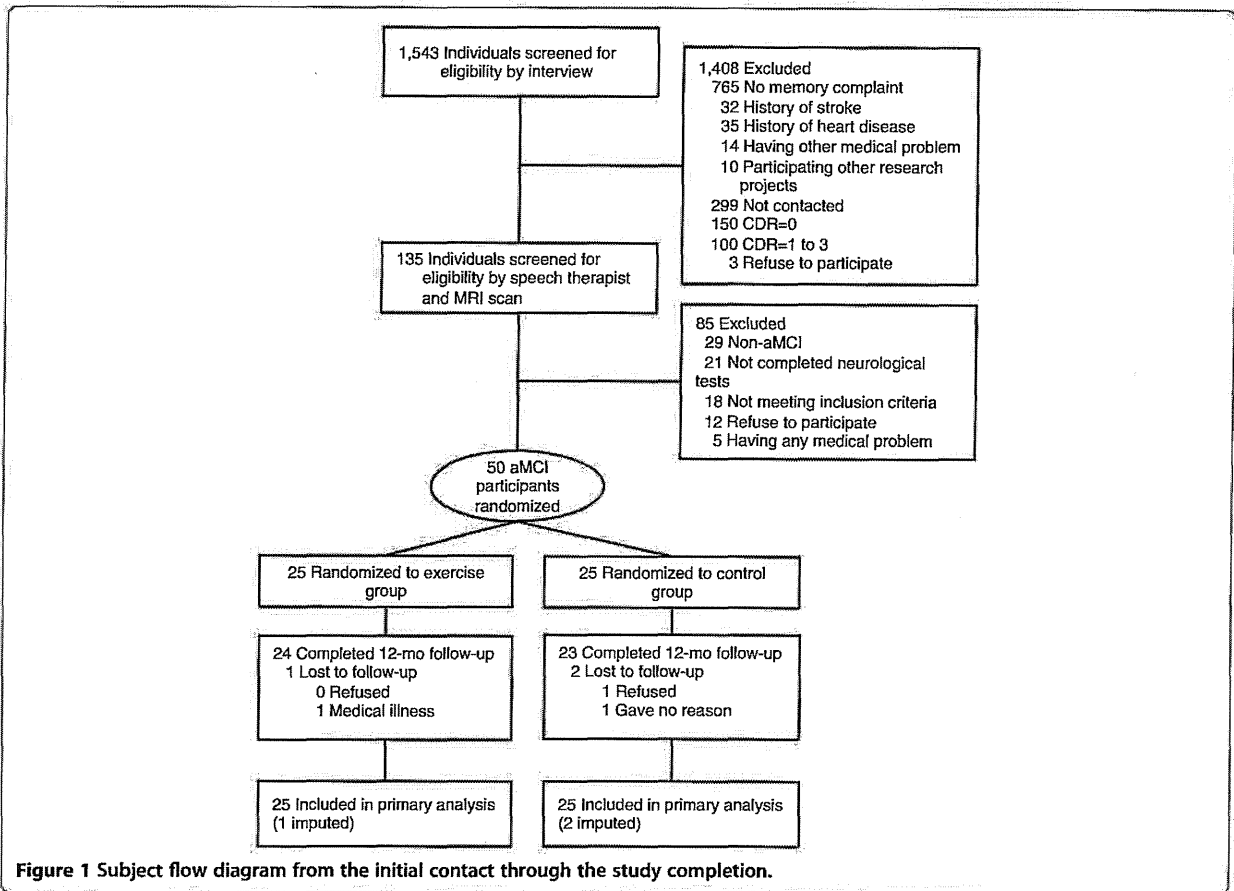 1,543 Individuals screened for
eligibility by interview
1,408 Excluded
765 No memory complaint
32 History of stroke
35 History of heart disease
14 Having other medical problem
10 Participating other research
projects
299 Not contacted
150 CDR=0
100 CDR=1 to 3
3 Refuse to participate
135 Individuals screened for
eligibility by speech therapist
and MRI scan
85 Excluded
29 Non-aMCI
21 Not completed neurological
tests
18 Not meeting inclusion criteria
12 Refuse to participate
5 Having any medical problem
50 aMCI
participants
randomized
25 Randomized to exercise
group
25 Randomized to control
group
24 Completed 12-mo follow-up
1 Lost to follow-up
0 Refused
1 Medical illness
23 Completed 12-mo follow-up
2 Lost to follow-up
1 Refused
1 Gave no reason
25 Included in primary analysis
(1 imputed)
25 Included in primary analysis
(2 imputed)
Figure 1 Subject flow diagram from the initial contact through the study completion.